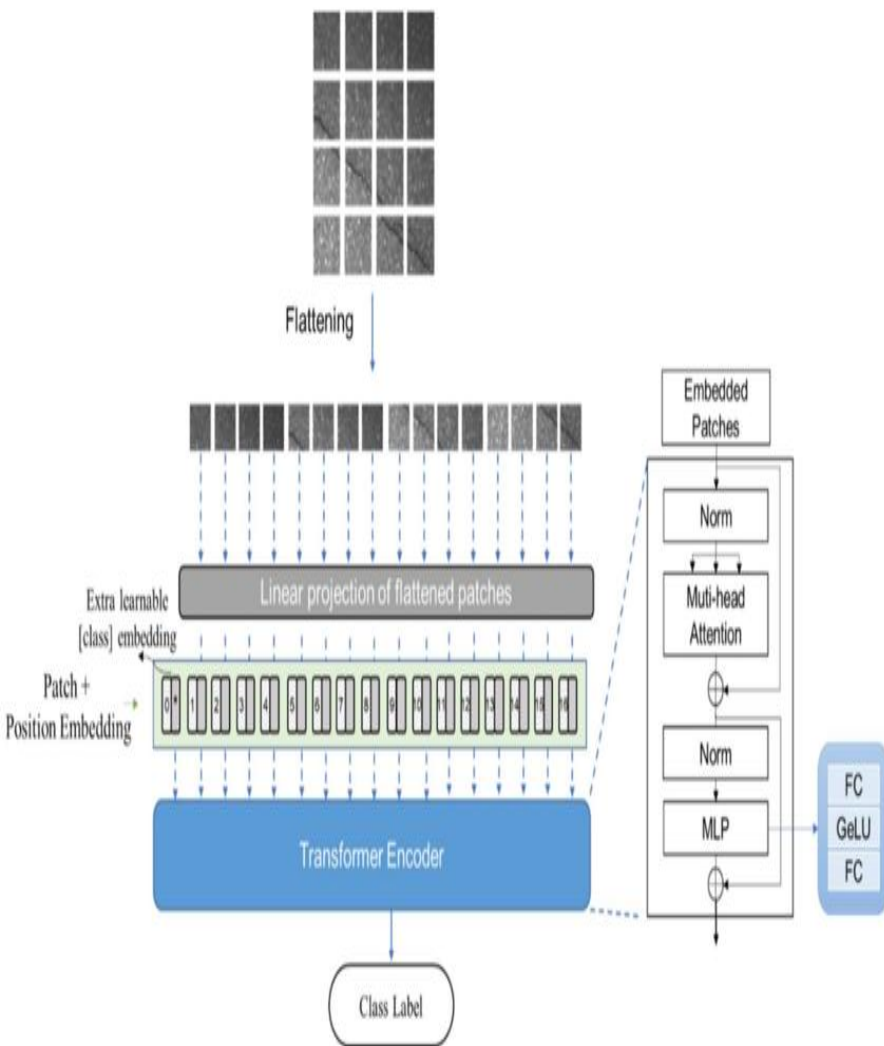 Flattening
Embedded
Patches
Norm
Muti-head
Attention
Norm
MLP
FC
GeLU
FC
Linear projection of flattened patches
Extra learnable
[class] embedding
Patch +
Position Embedding
0 * 1 2 3 4 5 6 7 8 9 10 11 12 13 14 15 16
Transformer Encoder
Class Label